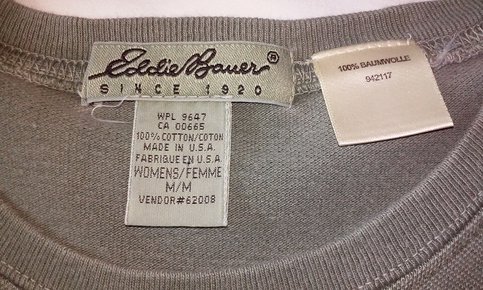 Eddie Bauer®
SINCE 1920
WPL 9647
CA 00665
100% COTTON/COTON
MADE IN U.S.A.
FABRIQUE EN U.S.A.
WOMENS/FEMME
M/M
VENDOR#62008
100% BAUMWOLLE
942117